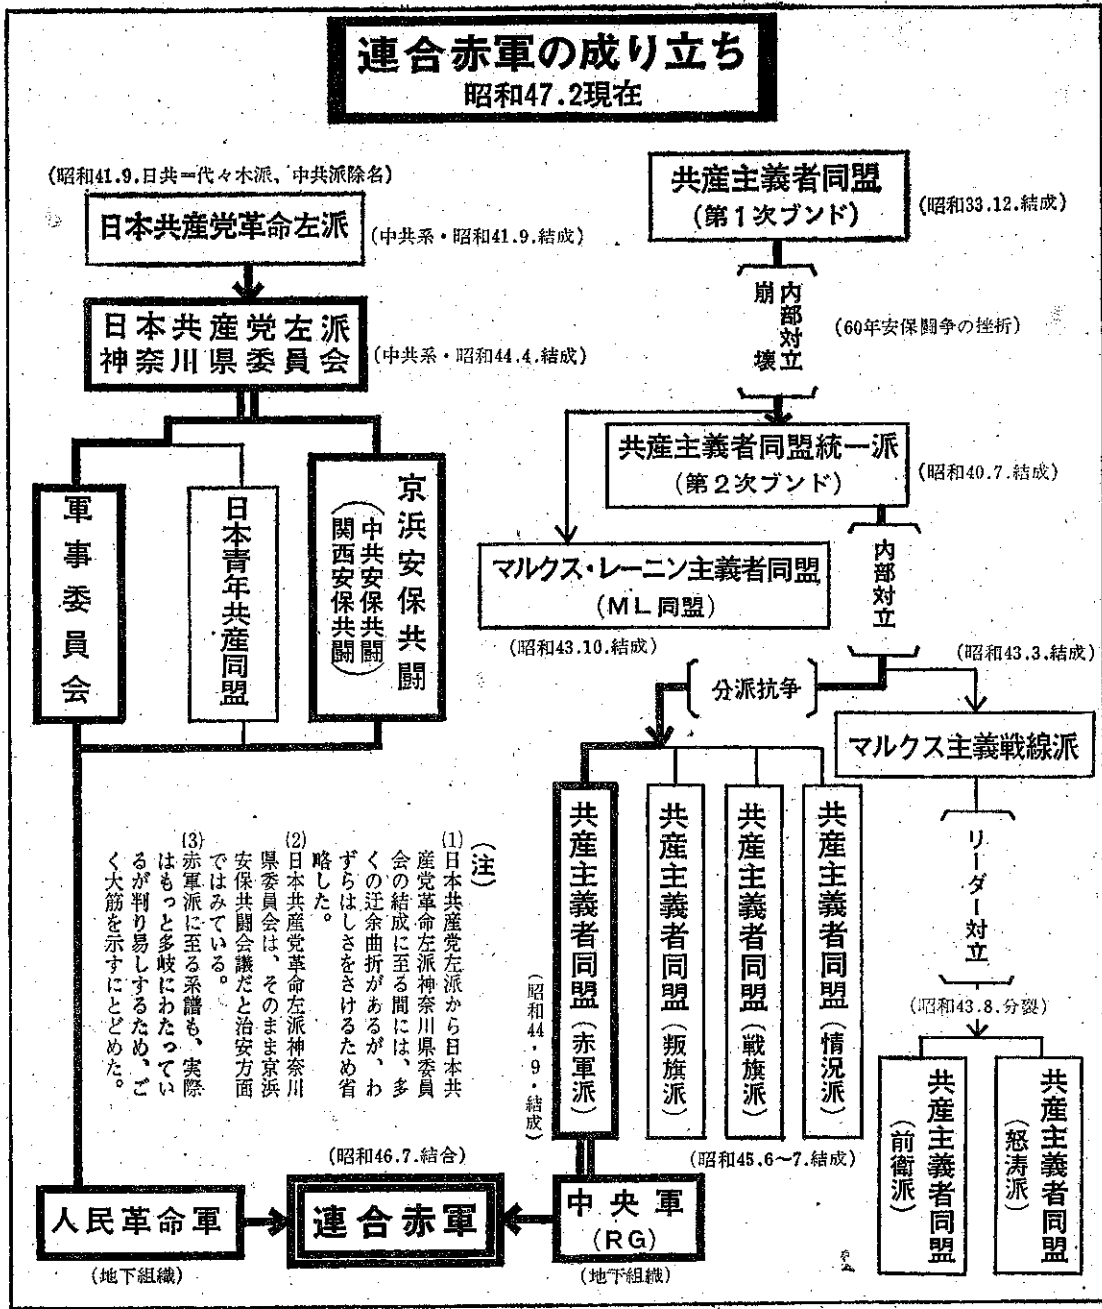 連合赤軍の成り立ち
昭和47.2現在
(昭和41.9.日共=代々木派、中共派除名)
日本共産党革命左派
(中共系・昭和41.9.結成)
日本共産党左派
神奈川県委員会
(中共系・昭和44.4.結成)
軍事委員会
日本青年共産同盟
京浜安保共闘
(中共安保共闘
関西安保共闘)
共産主義者同盟
(第1次ブンド)
(昭和33.12.結成)
内部対立
崩壊
(60年安保闘争の挫折)
共産主義者同盟統一派
(第2次ブンド)
(昭和40.7.結成)
マルクス・レーニン主義者同盟
(ML同盟)
(昭和43.10.結成)
内部対立
(昭和43.3.結成)
分派抗争
マルクス主義戦線派
共産主義者同盟(赤軍派)
(昭和44・9・結成)
共産主義者同盟(叛旗派)
共産主義者同盟(戦旗派)
共産主義者同盟(情況派)
(昭和45.6~7.結成)
リーダー対立
(昭和43.8.分裂)
共産主義者同盟
(前衛派)
共産主義者同盟
(怒涛派)
(注)
(1)日本共産党左派から日本共
産党革命左派神奈川県委員
会の結成に至る間には、多
くの迂余曲折があるが、わ
ずらはしさをさけるため省
略した。
(2)日本共産党革命左派神奈川
県委員会は、そのまま京浜
安保共闘会議だと治安方面
ではみている。
(3)赤軍派に至る系譜も、実際
はもっと多岐にわたってい
るが判り易しするため、ご
く大筋を示すにとどめた。
(昭和46.7.結合)
人民革命軍
(地下組織)
連合赤軍
中央軍
(RG)
(地下組織)